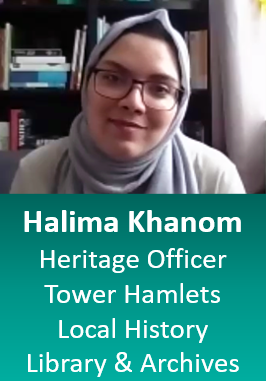 Halima Khanom
Heritage Officer
Tower Hamlets
Local History
Library & Archives